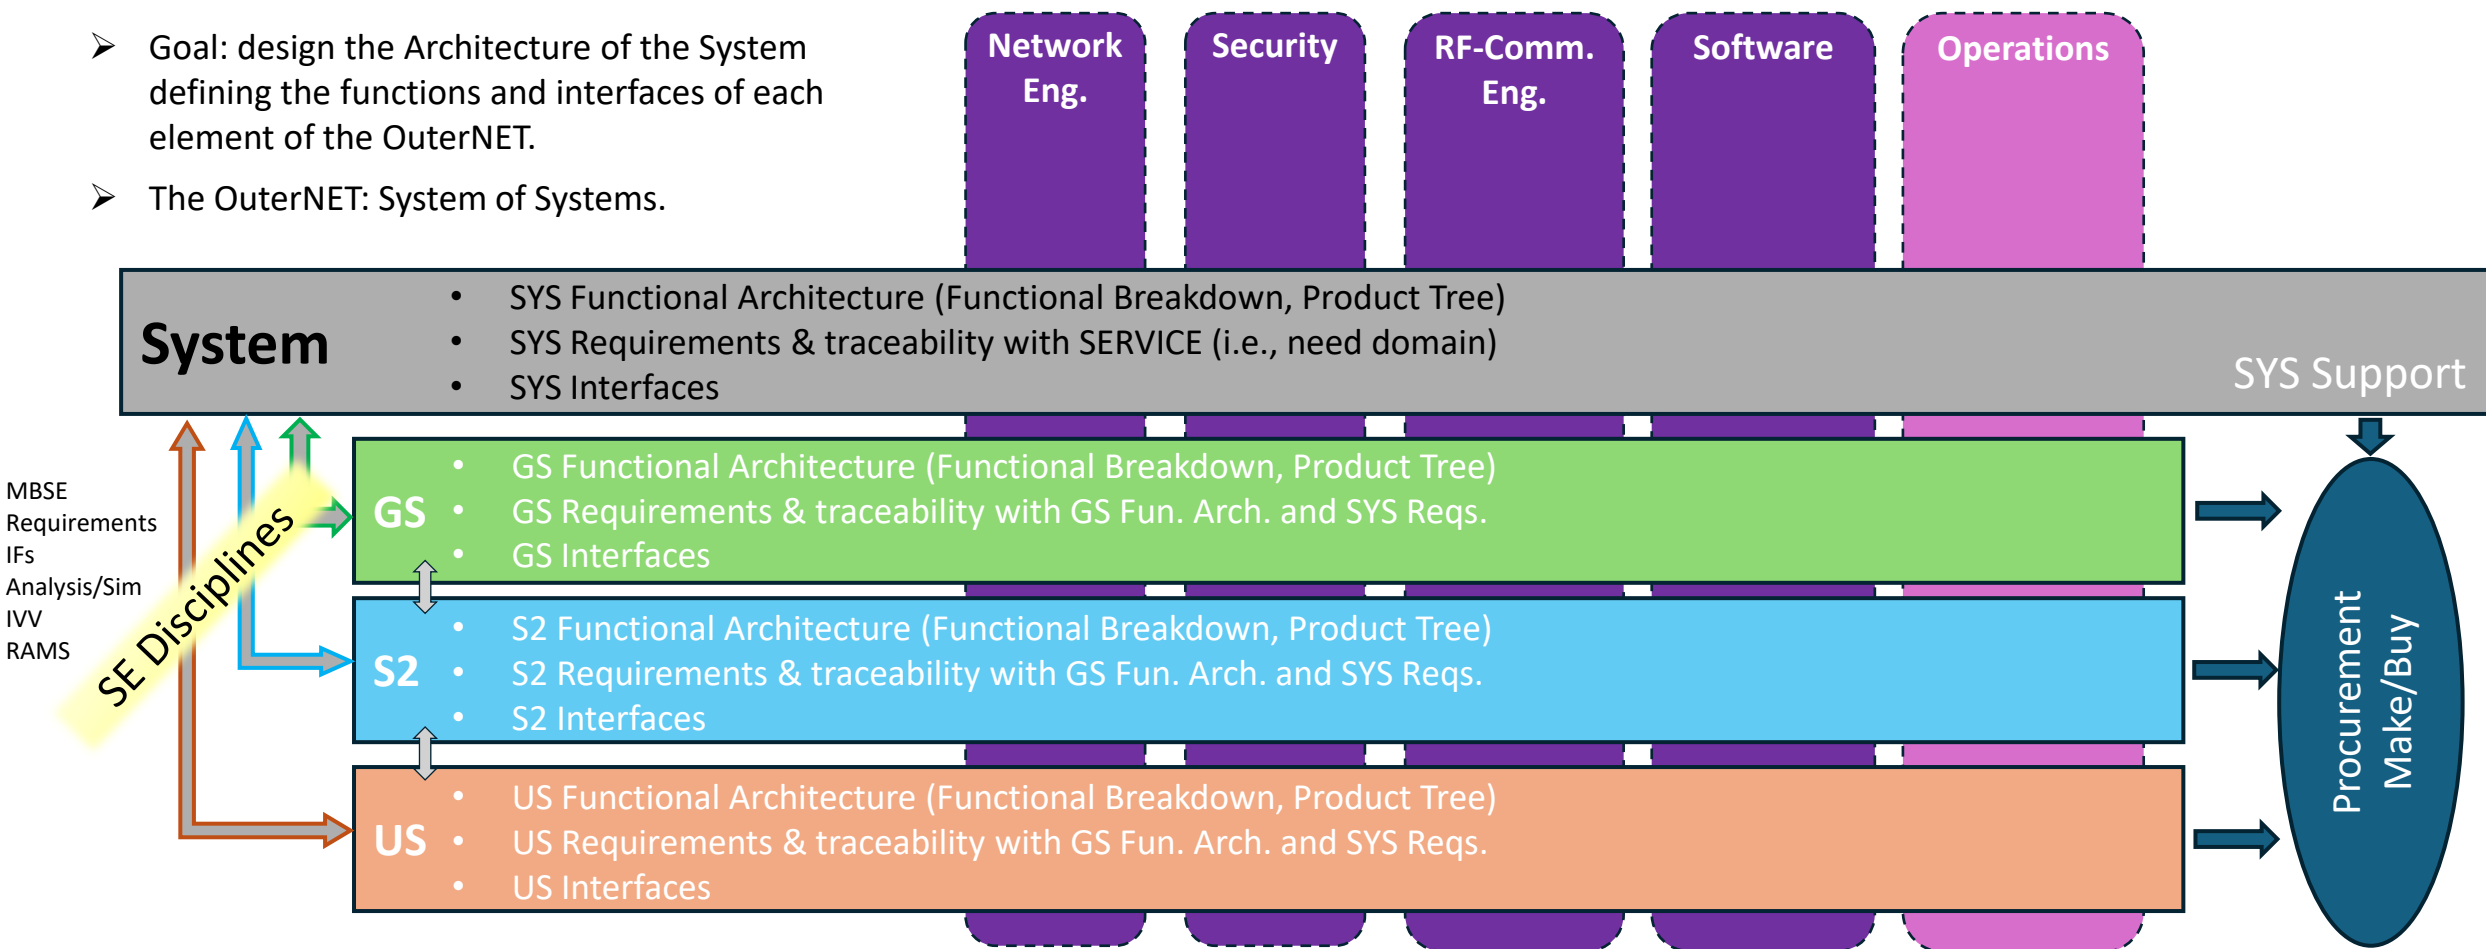 ➢ Goal: design the Architecture of the System
defining the functions and interfaces of each
element of the OuterNET.
➢ The OuterNET: System of Systems.
Network
Eng.
Security
RF-Comm.
Eng.
Software
Operations
System
• SYS Functional Architecture (Functional Breakdown, Product Tree)
• SYS Requirements & traceability with SERVICE (i.e., need domain)
• SYS Interfaces
SYS Support
MBSE
Requirements
IFs
Analysis/Sim
IVV
RAMS
SE Disciplines
GS
• GS Functional Architecture (Functional Breakdown, Product Tree)
• GS Requirements & traceability with GS Fun. Arch. and SYS Reqs.
• GS Interfaces
S2
• S2 Functional Architecture (Functional Breakdown, Product Tree)
• S2 Requirements & traceability with GS Fun. Arch. and SYS Reqs.
• S2 Interfaces
US
• US Functional Architecture (Functional Breakdown, Product Tree)
• US Requirements & traceability with GS Fun. Arch. and SYS Reqs.
• US Interfaces
Procurement
Make/Buy